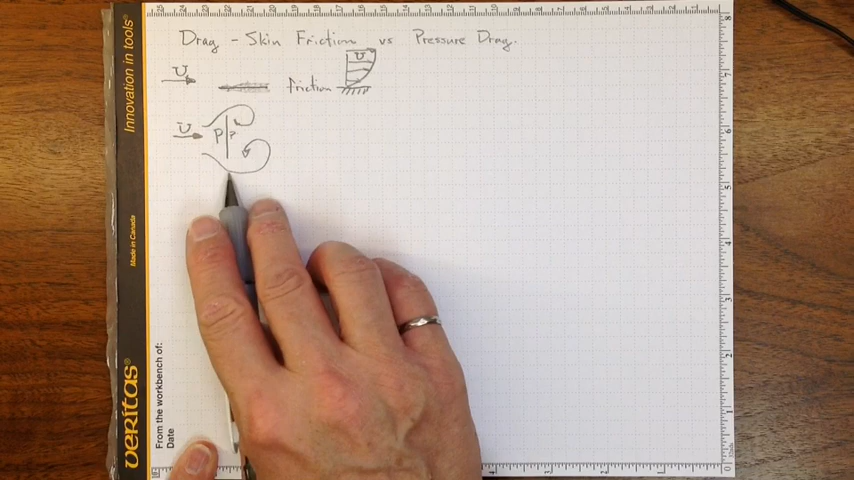 Drag - Skin Friction vs Pressure Drag.
U
friction
U
U
P
P
Innovation in tools®
Made in Canada
veritas®
From the workbench of:
Date